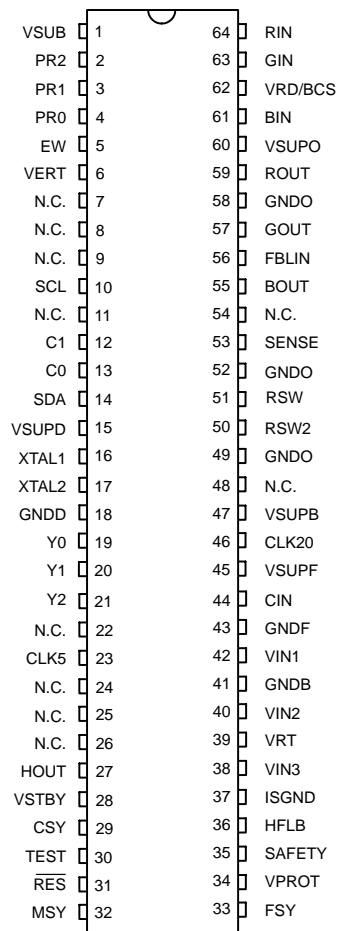 VSUB 1 64 RIN
PR2 2 63 GIN
PR1 3 62 VRD/BCS
PR0 4 61 BIN
EW 5 60 VSUPO
VERT 6 59 ROUT
N.C. 7 58 GNDO
N.C. 8 57 GOUT
N.C. 9 56 FBLIN
SCL 10 55 BOUT
N.C. 11 54 N.C.
C1 12 53 SENSE
C0 13 52 GNDO
SDA 14 51 RSW
VSUPD 15 50 RSW2
XTAL1 16 49 GNDO
XTAL2 17 48 N.C.
GNDD 18 47 VSUPB
Y0 19 46 CLK20
Y1 20 45 VSUPF
Y2 21 44 CIN
N.C. 22 43 GNDF
CLK5 23 42 VIN1
N.C. 24 41 GNDB
N.C. 25 40 VIN2
N.C. 26 39 VRT
HOUT 27 38 VIN3
VSTBY 28 37 ISGND
CSY 29 36 HFLB
TEST 30 35 SAFETY
RES 31 34 VPROT
MSY 32 33 FSY